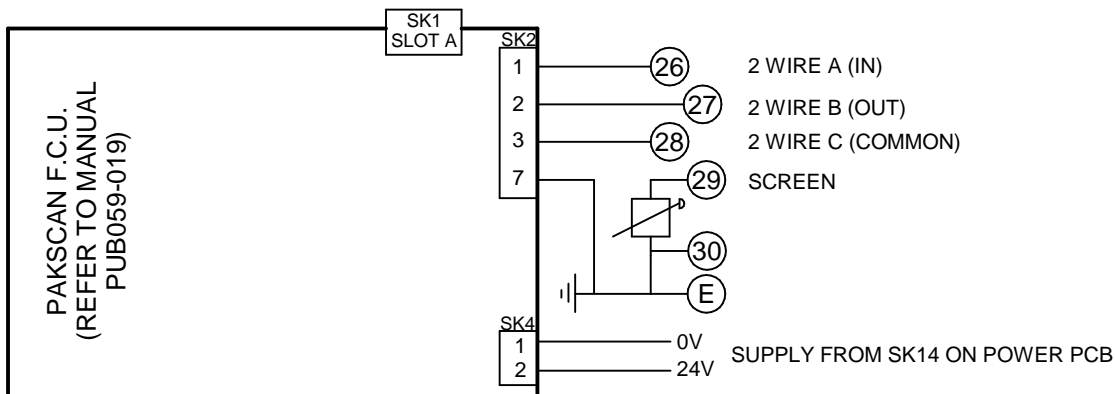 SK1
SLOT A
PAKSCAN F.C.U.
(REFER TO MANUAL
PUB059-019)
SK2
1
26
2 WIRE A (IN)
2
27
2 WIRE B (OUT)
3
28
2 WIRE C (COMMON)
7
29
SCREEN
30
E
SK4
1
0V
2
24V
SUPPLY FROM SK14 ON POWER PCB